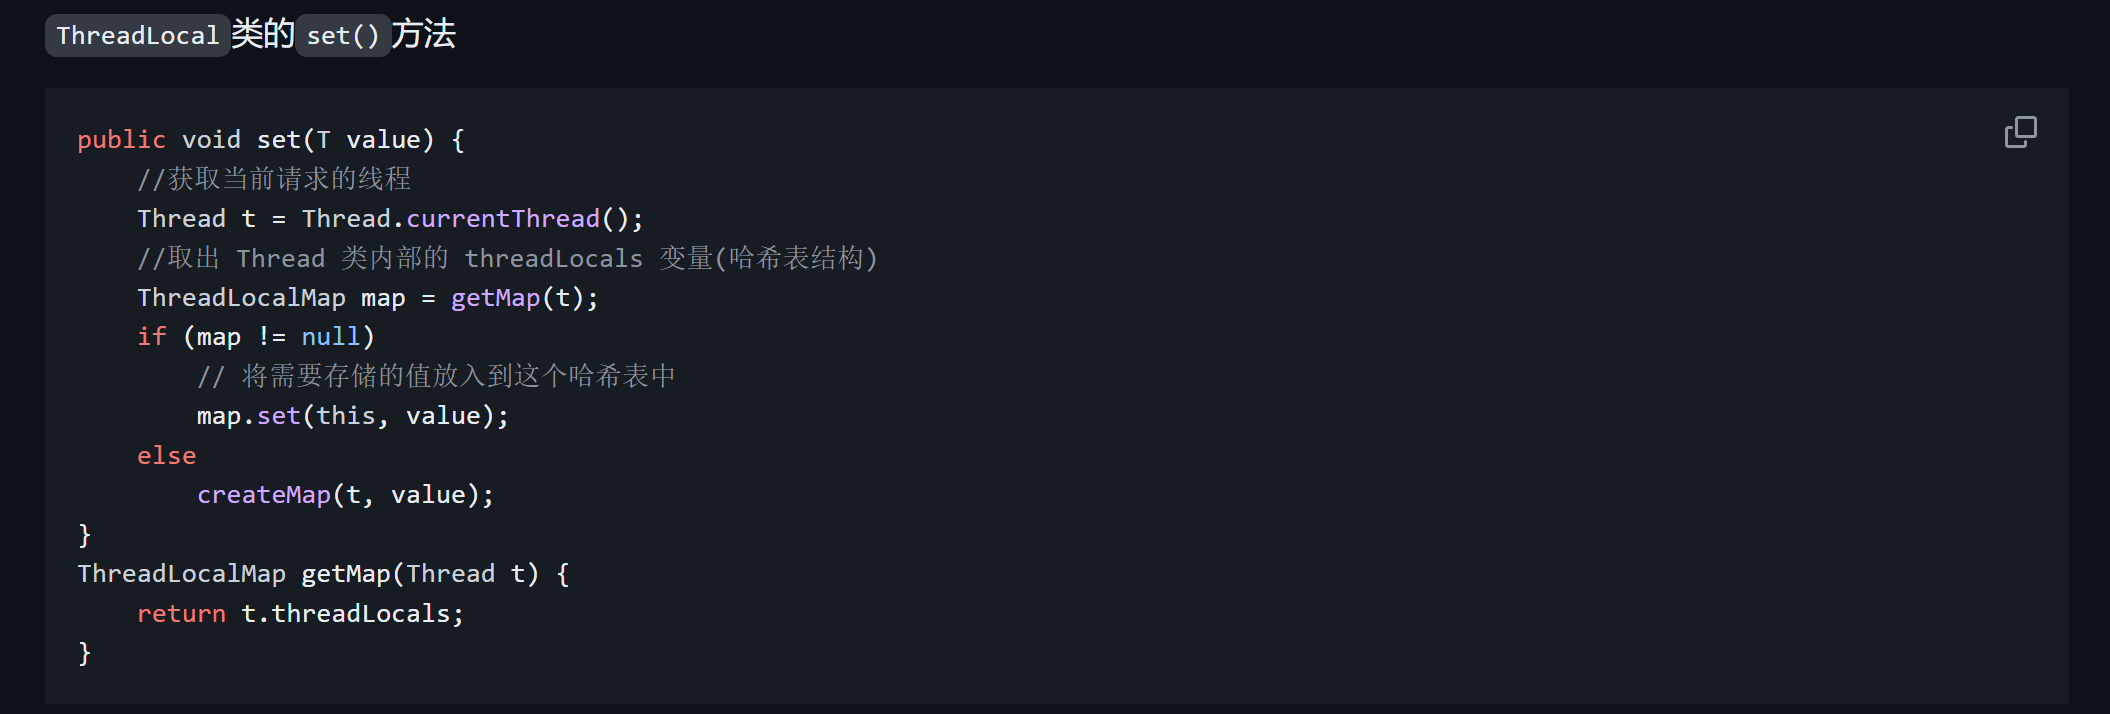 ThreadLocal类的set()方法
public void set(T value) {
    //获取当前请求的线程
    Thread t = Thread.currentThread();
    //取出 Thread 类内部的 threadLocals 变量(哈希表结构)
    ThreadLocalMap map = getMap(t);
    if (map != null)
        // 将需要存储的值放入到这个哈希表中
        map.set(this, value);
    else
        createMap(t, value);
}
ThreadLocalMap getMap(Thread t) {
    return t.threadLocals;
}